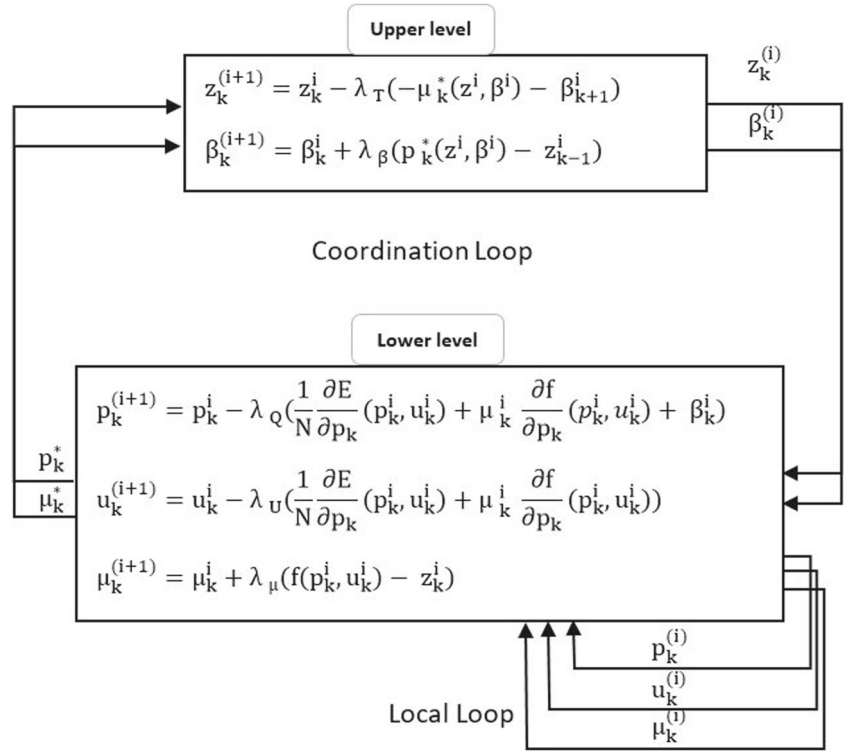 Upper level
z_k^(i+1) = z_k^i − λ_T(−μ_k^*(z^i, β^i) − β_{k+1}^i)
β_k^(i+1) = β_k^i + λ_β(p_k^*(z^i, β^i) − z_{k−1}^i)
z_k^(i)
β_k^(i)
Coordination Loop
Lower level
p_k^(i+1) = p_k^i − λ_Q(1/N ∂E/∂p_k (p_k^i, u_k^i) + μ_k^i ∂f/∂p_k (p_k^i, u_k^i) + β_k^i)
u_k^(i+1) = u_k^i − λ_U(1/N ∂E/∂p_k (p_k^i, u_k^i) + μ_k^i ∂f/∂p_k (p_k^i, u_k^i))
μ_k^(i+1) = μ_k^i + λ_μ(f(p_k^i, u_k^i) − z_k^i)
p_k^*
μ_k^*
p_k^(i)
u_k^(i)
μ_k^(i)
Local Loop